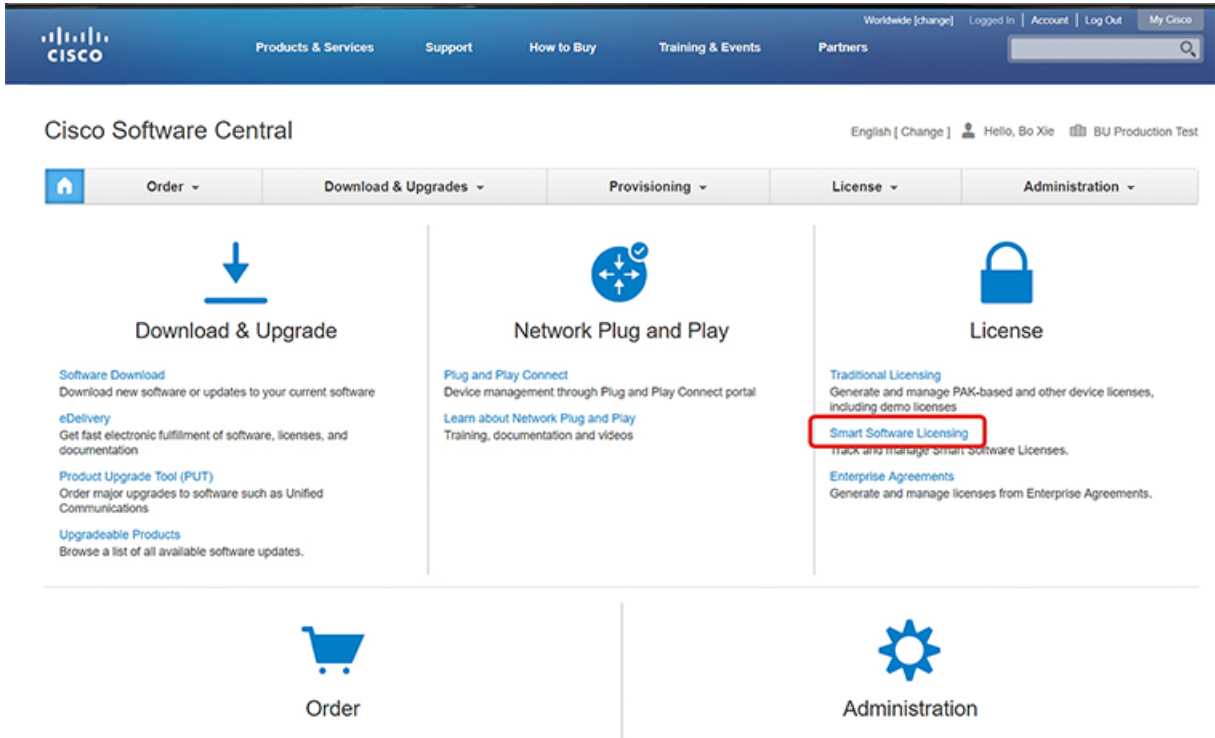 Worldwide [change] Logged In | Account | Log Out My Cisco
CISCO
Products & Services Support How to Buy Training & Events Partners
Cisco Software Central
English [ Change ] Hello, Bo Xie BU Production Test
Order Download & Upgrades Provisioning License Administration
Download & Upgrade
Software Download
Download new software or updates to your current software
eDelivery
Get fast electronic fulfillment of software, licenses, and
documentation
Product Upgrade Tool (PUT)
Order major upgrades to software such as Unified
Communications
Upgradeable Products
Browse a list of all available software updates.
Network Plug and Play
Plug and Play Connect
Device management through Plug and Play Connect portal
Learn about Network Plug and Play
Training, documentation and videos
License
Traditional Licensing
Generate and manage PAK-based and other device licenses,
including demo licenses
Smart Software Licensing
Track and manage Smart Software Licenses.
Enterprise Agreements
Generate and manage licenses from Enterprise Agreements.
Order
Administration